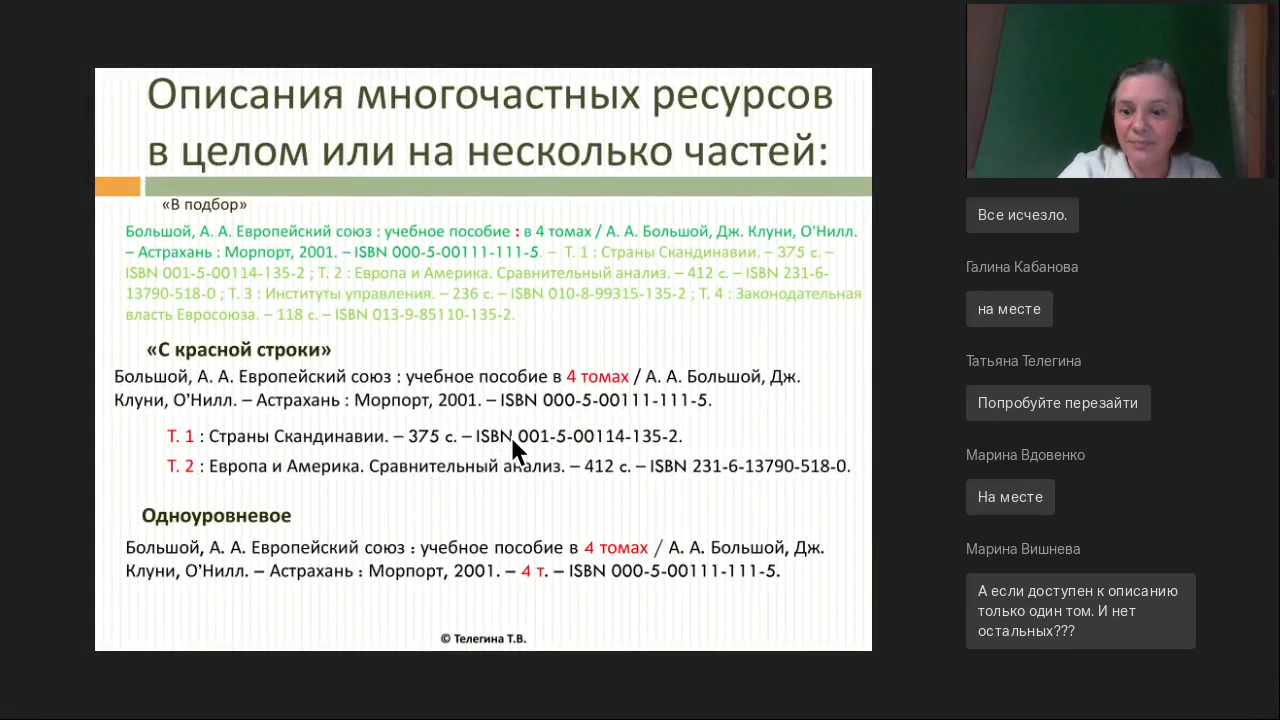 Описания многочастных ресурсов
в целом или на несколько частей:
«В подбор»
Большой, А. А. Европейский союз : учебное пособие : в 4 томах / А. А. Большой, Дж. Клуни, О'Нилл.
– Астрахань : Морпорт, 2001. – ISBN 000-5-00111-111-5. – Т. 1 : Страны Скандинавии. – 375 с. –
ISBN 001-5-00114-135-2 ; Т. 2 : Европа и Америка. Сравнительный анализ. – 412 с. – ISBN 231-6-
13790-518-0 ; Т. 3 : Институты управления. – 236 с. – ISBN 010-8-99315-135-2 ; Т. 4 : Законодательная
власть Евросоюза. – 118 с. – ISBN 013-9-85110-135-2.
«С красной строки»
Большой, А. А. Европейский союз : учебное пособие в 4 томах / А. А. Большой, Дж.
Клуни, О'Нилл. – Астрахань : Морпорт, 2001. – ISBN 000-5-00111-111-5.
Т. 1 : Страны Скандинавии. – 375 с. – ISBN 001-5-00114-135-2.
Т. 2 : Европа и Америка. Сравнительный анализ. – 412 с. – ISBN 231-6-13790-518-0.
Одноуровневое
Большой, А. А. Европейский союз : учебное пособие в 4 томах / А. А. Большой, Дж.
Клуни, О'Нилл. – Астрахань : Морпорт, 2001. – 4 т. – ISBN 000-5-00111-111-5.
© Телегина Т.В.
Все исчезло.
Галина Кабанова
на месте
Татьяна Телегина
Попробуйте перезайти
Марина Вдовенко
На месте
Марина Вишнева
А если доступен к описанию
только один том. И нет
остальных???